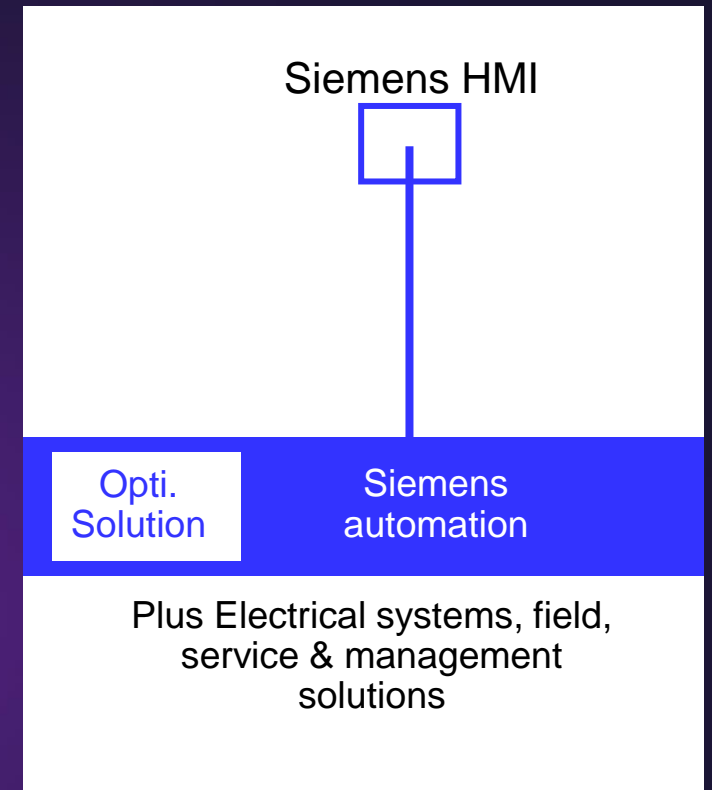 Siemens HMI
Opti.
Solution
Siemens
automation
Plus Electrical systems, field,
service & management
solutions